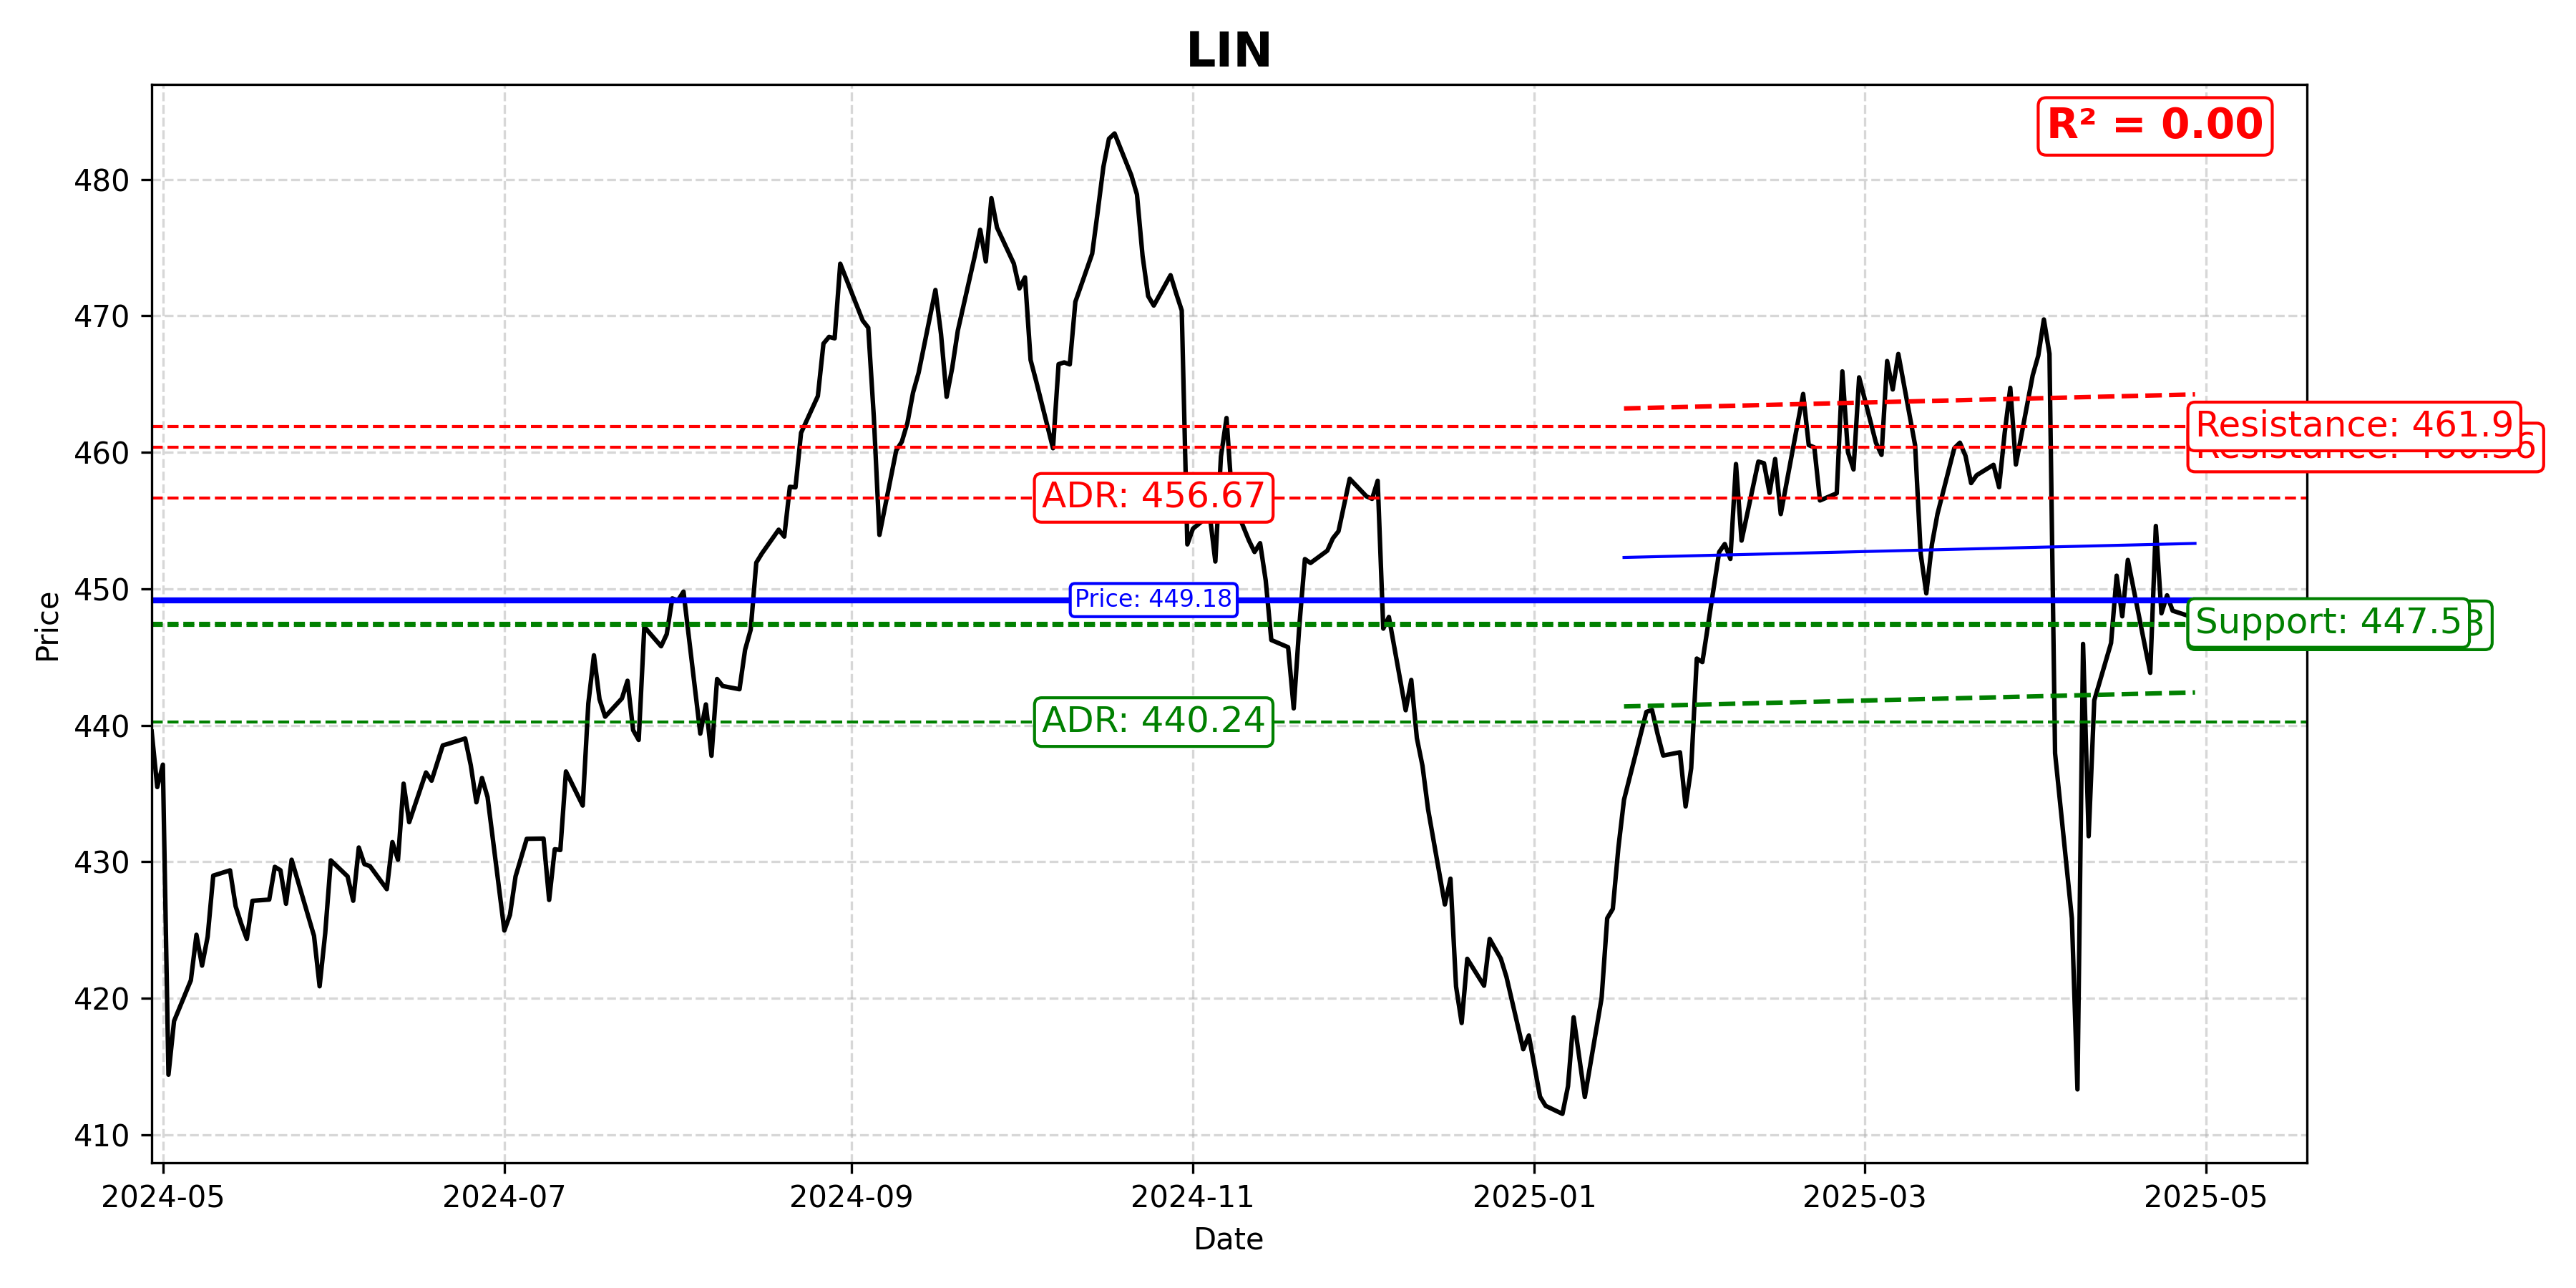 LIN
R² = 0.00
480
470
460
450
440
430
420
410
Price
Resistance: 461.9
ADR: 456.67
Price: 449.18
Support: 447.5
ADR: 440.24
2024-05
2024-07
2024-09
2024-11
2025-01
2025-03
2025-05
Date